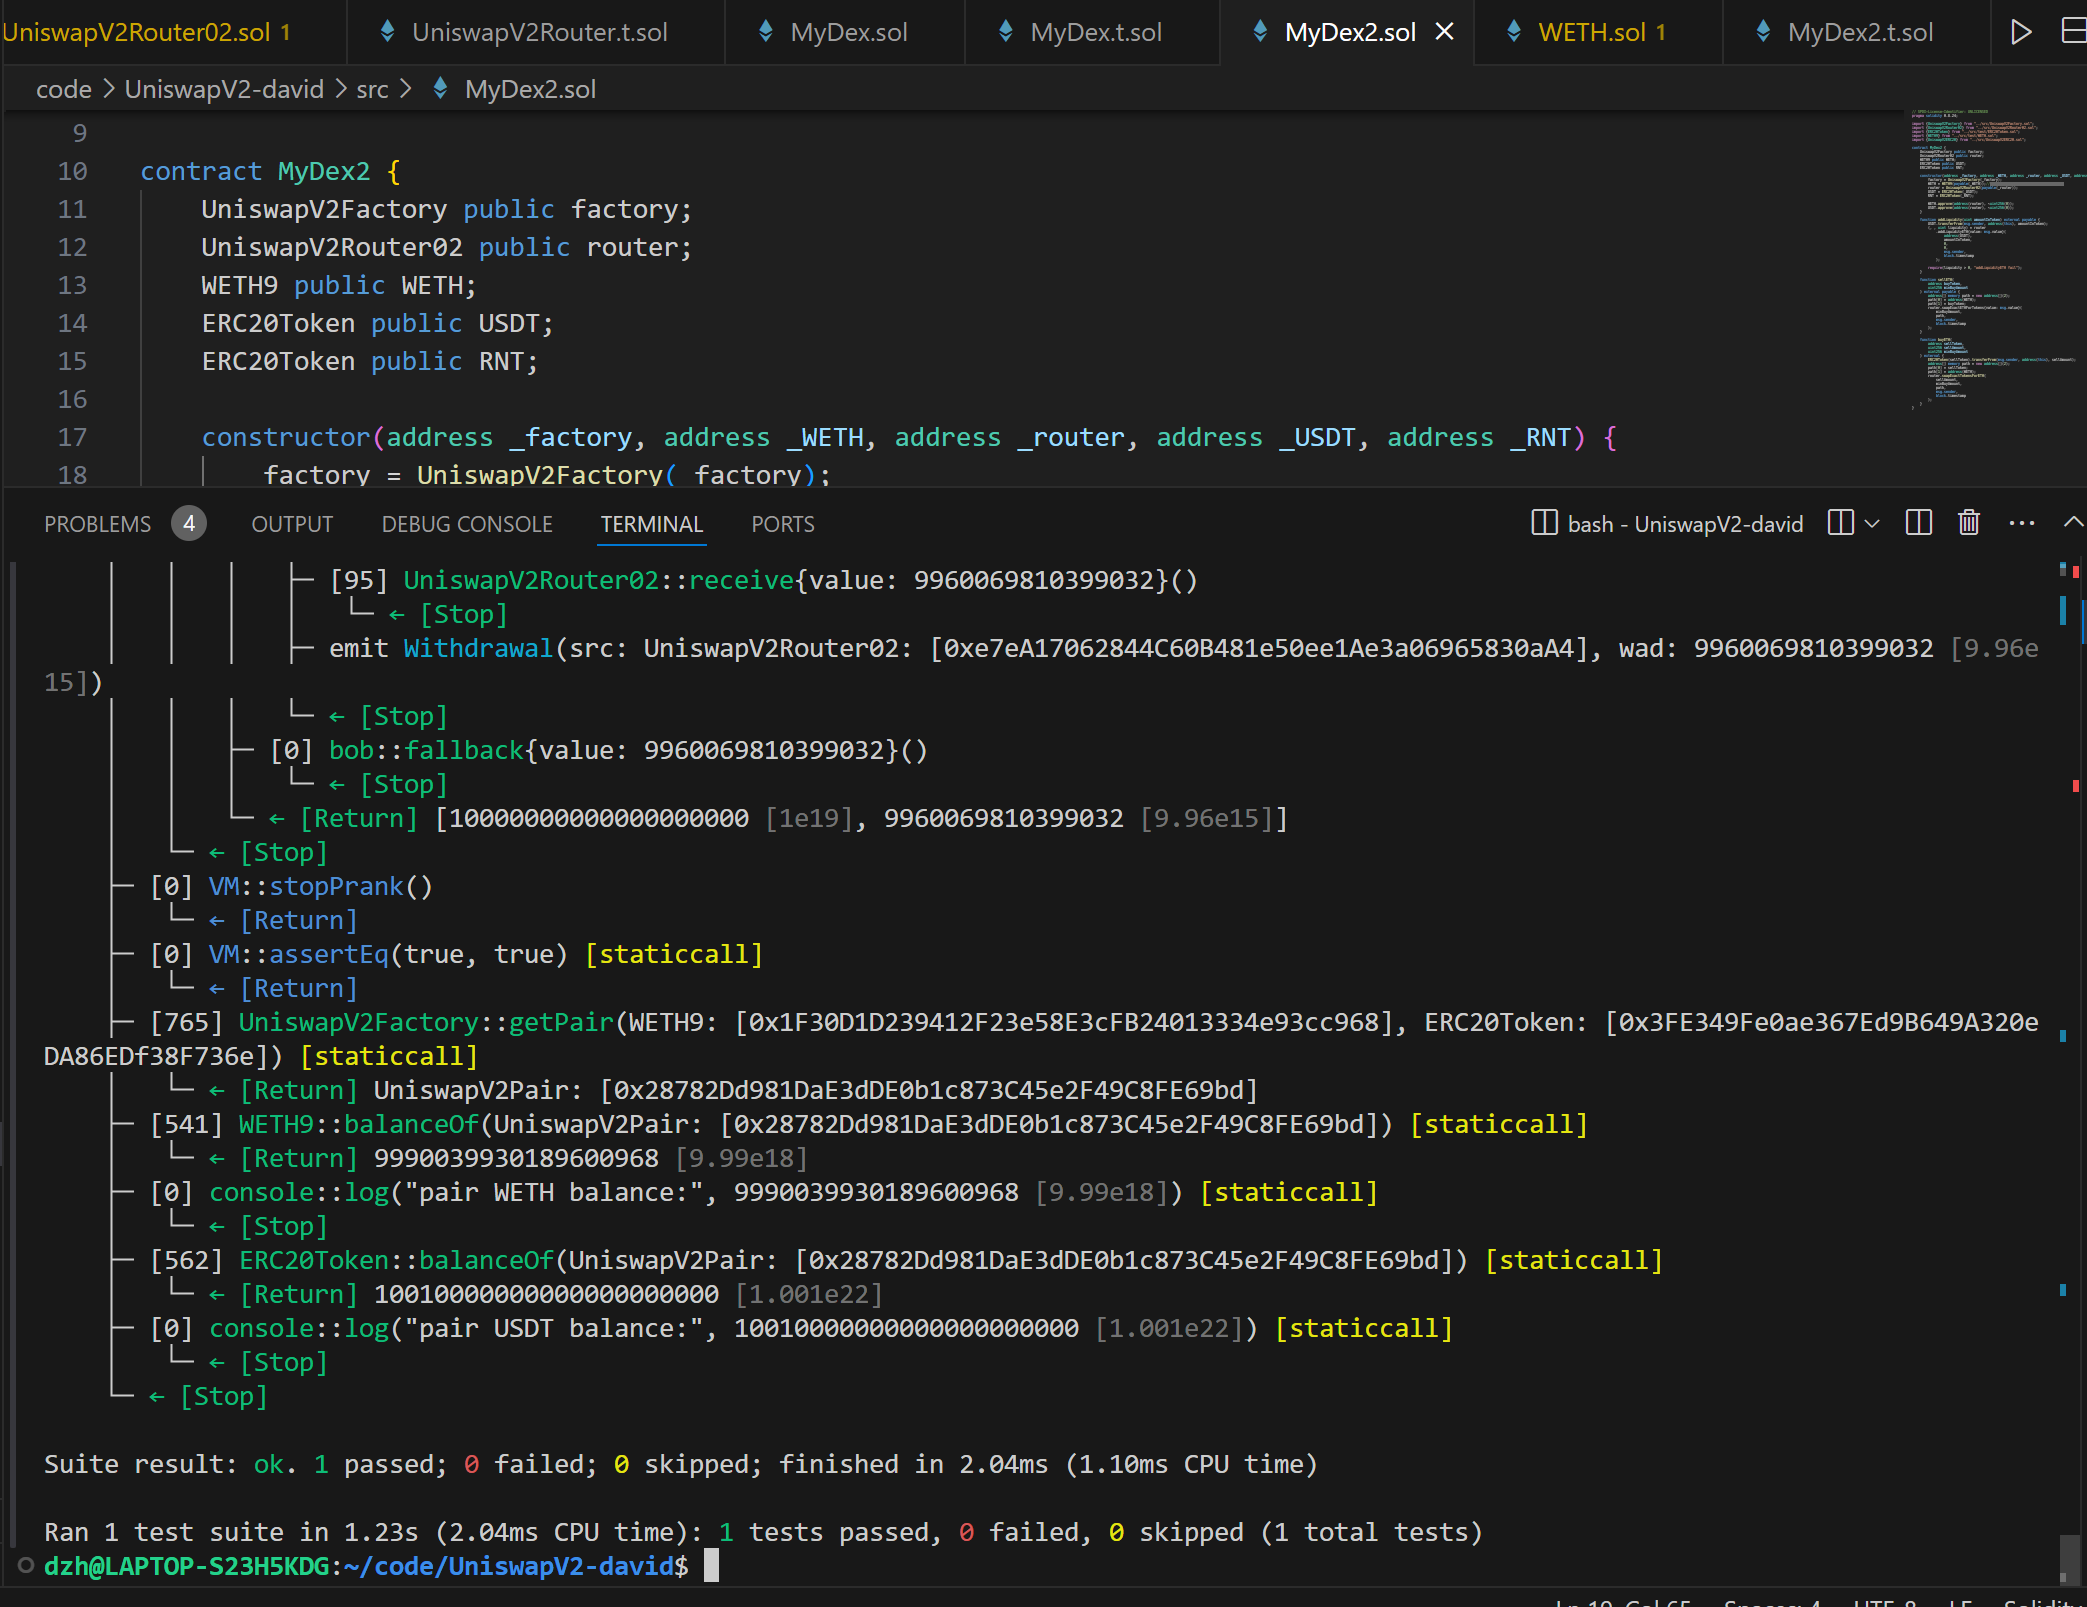 UniswapV2Router02.sol 1 UniswapV2Router.t.sol MyDex.sol MyDex.t.sol MyDex2.sol WETH.sol 1 MyDex2.t.sol
code > UniswapV2-david > src > MyDex2.sol
9
10 contract MyDex2 {
11 UniswapV2Factory public factory;
12 UniswapV2Router02 public router;
13 WETH9 public WETH;
14 ERC20Token public USDT;
15 ERC20Token public RNT;
16
17 constructor(address _factory, address _WETH, address _router, address _USDT, address _RNT) {
18 factory = UniswapV2Factory(_factory);
PROBLEMS 4 OUTPUT DEBUG CONSOLE TERMINAL PORTS bash - UniswapV2-david
├─ [95] UniswapV2Router02::receive{value: 9960069810399032}()
└─ ← [Stop]
├─ emit Withdrawal(src: UniswapV2Router02: [0xe7eA17062844C60B481e50ee1Ae3a06965830aA4], wad: 9960069810399032 [9.96e
15])
└─ ← [Stop]
├─ [0] bob::fallback{value: 9960069810399032}()
└─ ← [Stop]
└─ ← [Return] [10000000000000000000 [1e19], 9960069810399032 [9.96e15]]
└─ ← [Stop]
├─ [0] VM::stopPrank()
└─ ← [Return]
├─ [0] VM::assertEq(true, true) [staticcall]
└─ ← [Return]
├─ [765] UniswapV2Factory::getPair(WETH9: [0x1F30D1D239412F23e58E3cFB24013334e93cc968], ERC20Token: [0x3FE349Fe0ae367Ed9B649A320e
DA86EDf38F736e]) [staticcall]
└─ ← [Return] UniswapV2Pair: [0x28782Dd981DaE3dDE0b1c873C45e2F49C8FE69bd]
├─ [541] WETH9::balanceOf(UniswapV2Pair: [0x28782Dd981DaE3dDE0b1c873C45e2F49C8FE69bd]) [staticcall]
└─ ← [Return] 9990039930189600968 [9.99e18]
├─ [0] console::log("pair WETH balance:", 9990039930189600968 [9.99e18]) [staticcall]
└─ ← [Stop]
├─ [562] ERC20Token::balanceOf(UniswapV2Pair: [0x28782Dd981DaE3dDE0b1c873C45e2F49C8FE69bd]) [staticcall]
└─ ← [Return] 10010000000000000000000 [1.001e22]
├─ [0] console::log("pair USDT balance:", 10010000000000000000000 [1.001e22]) [staticcall]
└─ ← [Stop]
└─ ← [Stop]
Suite result: ok. 1 passed; 0 failed; 0 skipped; finished in 2.04ms (1.10ms CPU time)
Ran 1 test suite in 1.23s (2.04ms CPU time): 1 tests passed, 0 failed, 0 skipped (1 total tests)
dzh@LAPTOP-S23H5KDG:~/code/UniswapV2-david$